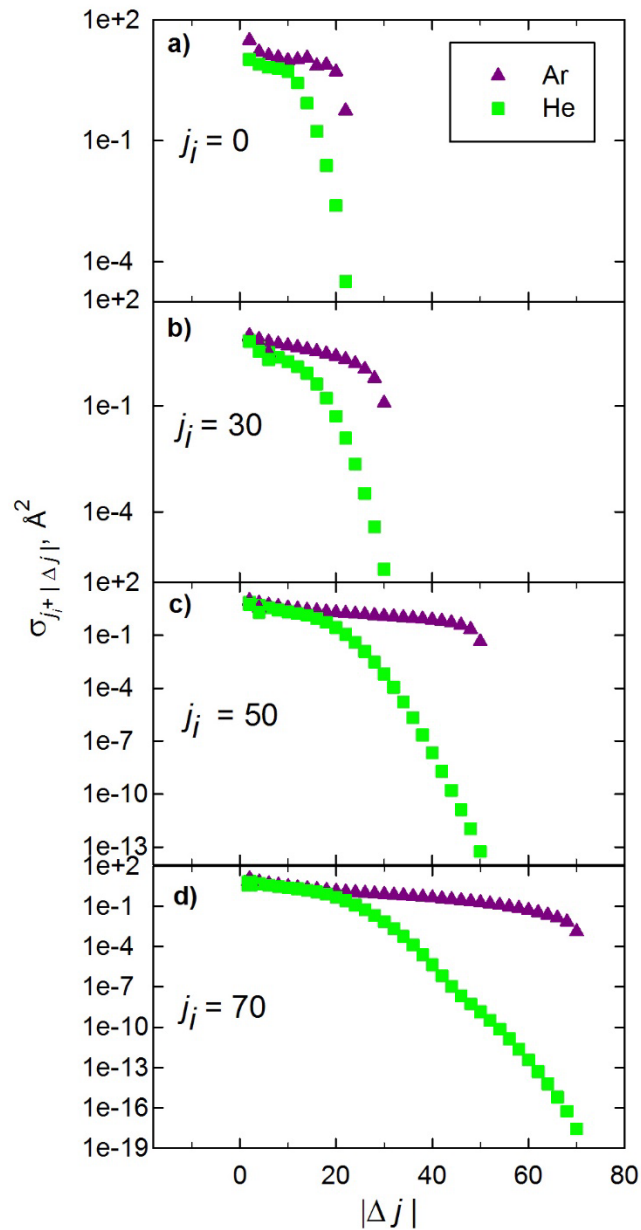 1e+2
a)
Ar
He
1e-1
j_i = 0
1e-4
1e+2
b)
1e-1
j_i = 30
1e-4
1e+2
c)
1e-1
1e-4
j_i = 50
1e-7
1e-10
1e-13
1e+2
d)
1e-1
1e-4
j_i = 70
1e-7
1e-10
1e-13
1e-16
1e-19
σ_{j_i+|Δj|}, Å²
0 20 40 60 80
|Δj|